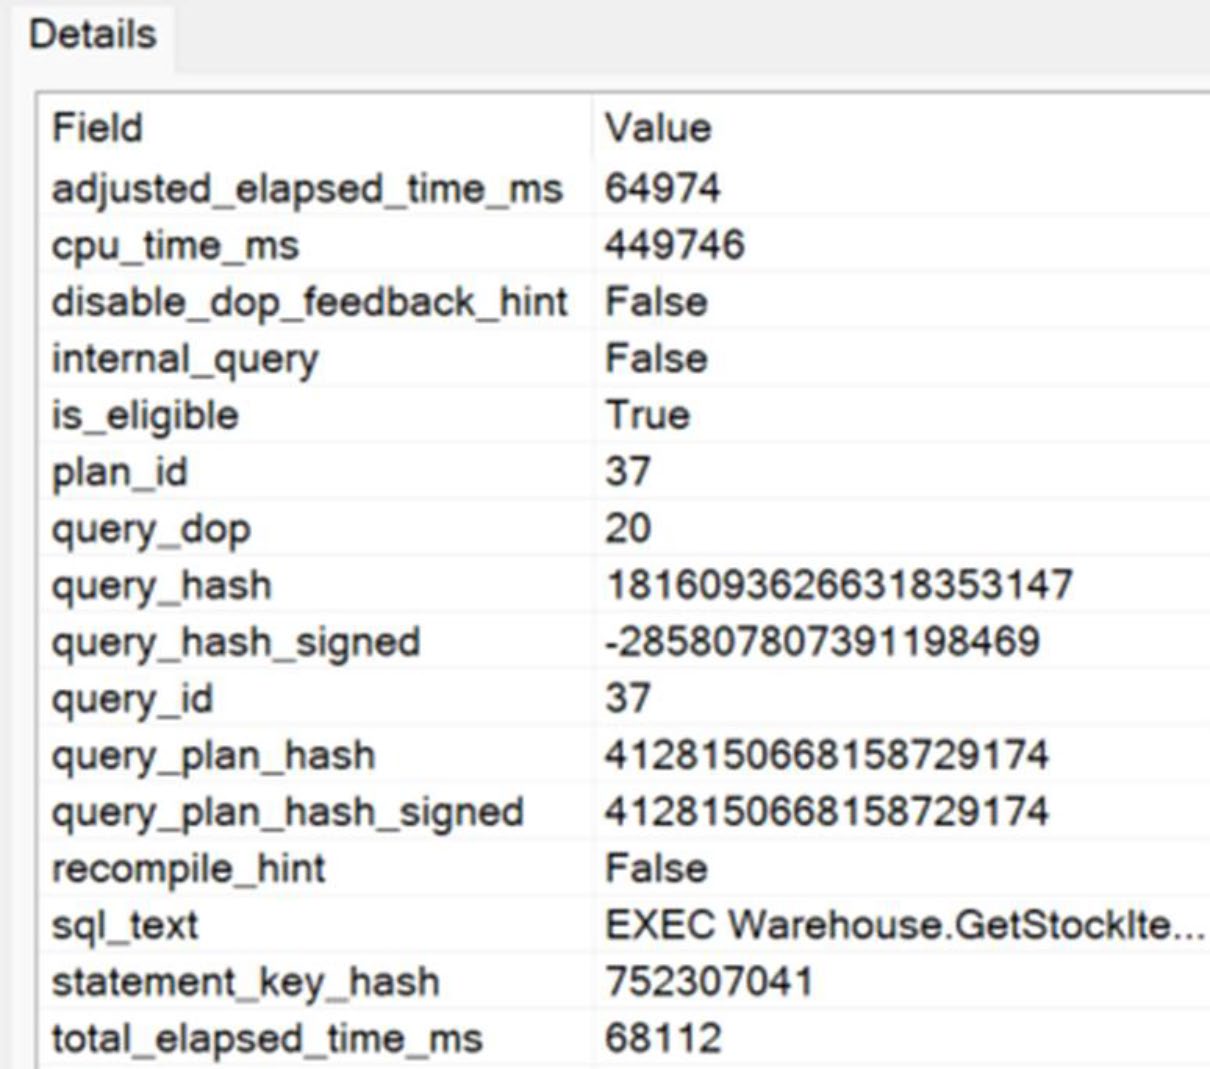 Details
Field Value
adjusted_elapsed_time_ms 64974
cpu_time_ms 449746
disable_dop_feedback_hint False
internal_query False
is_eligible True
plan_id 37
query_dop 20
query_hash 18160936266318353147
query_hash_signed -285807807391198469
query_id 37
query_plan_hash 4128150668158729174
query_plan_hash_signed 4128150668158729174
recompile_hint False
sql_text EXEC Warehouse.GetStockIte...
statement_key_hash 752307041
total_elapsed_time_ms 68112